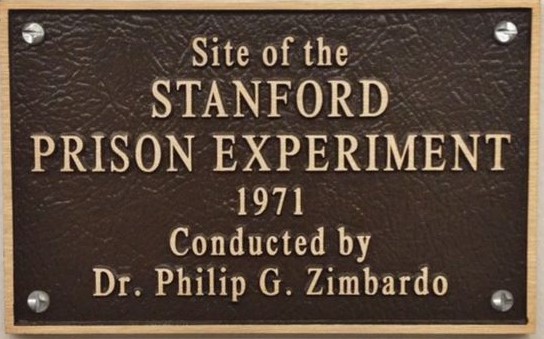 Site of the
STANFORD
PRISON EXPERIMENT
1971
Conducted by
Dr. Philip G. Zimbardo